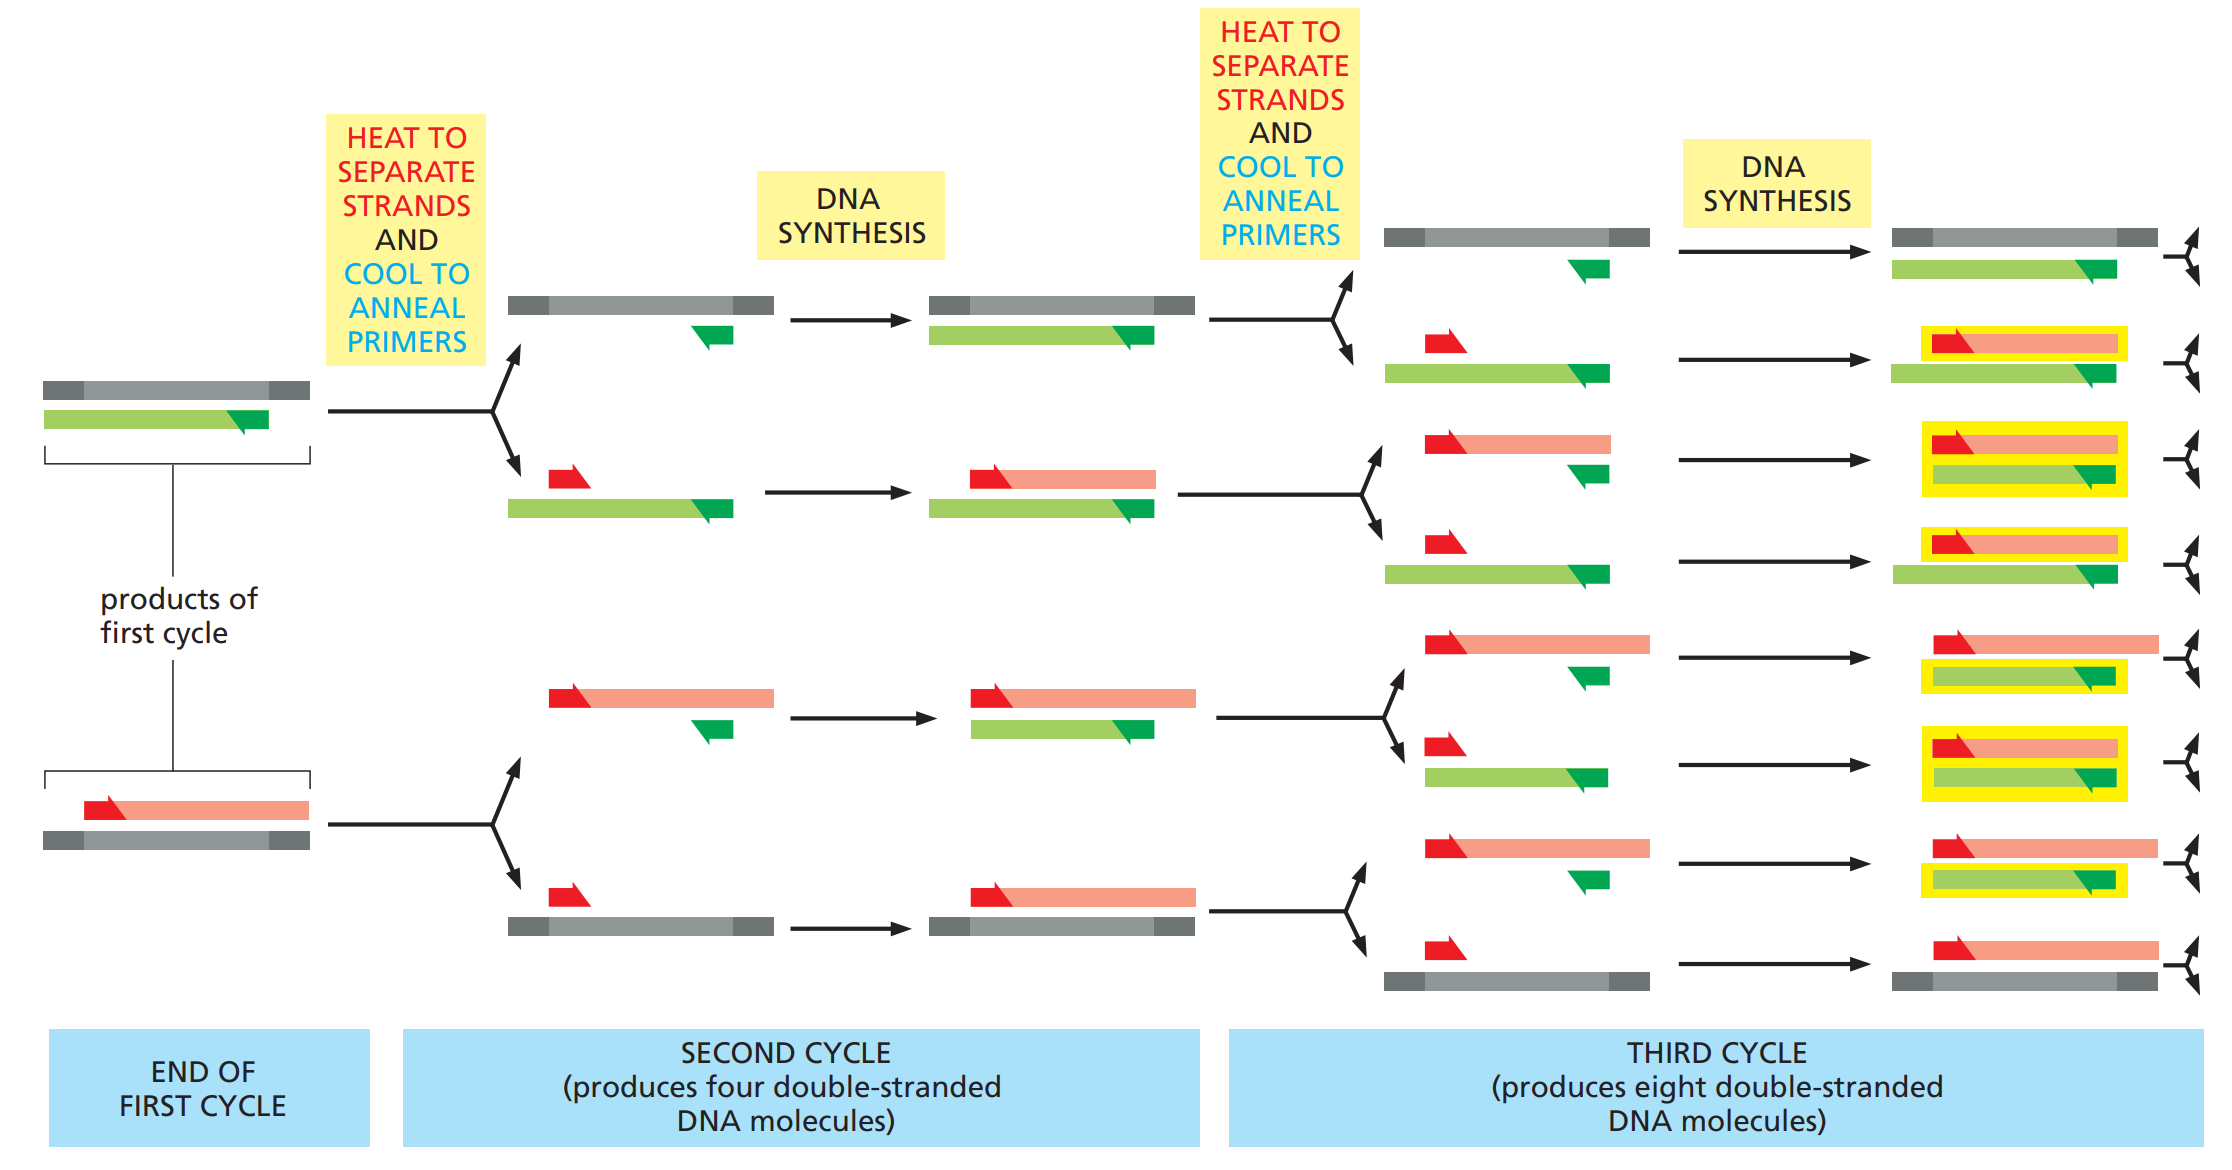 HEAT TO
SEPARATE
STRANDS
AND
COOL TO
ANNEAL
PRIMERS
DNA
SYNTHESIS
HEAT TO
SEPARATE
STRANDS
AND
COOL TO
ANNEAL
PRIMERS
DNA
SYNTHESIS
products of
first cycle
END OF
FIRST CYCLE
SECOND CYCLE
(produces four double-stranded
DNA molecules)
THIRD CYCLE
(produces eight double-stranded
DNA molecules)